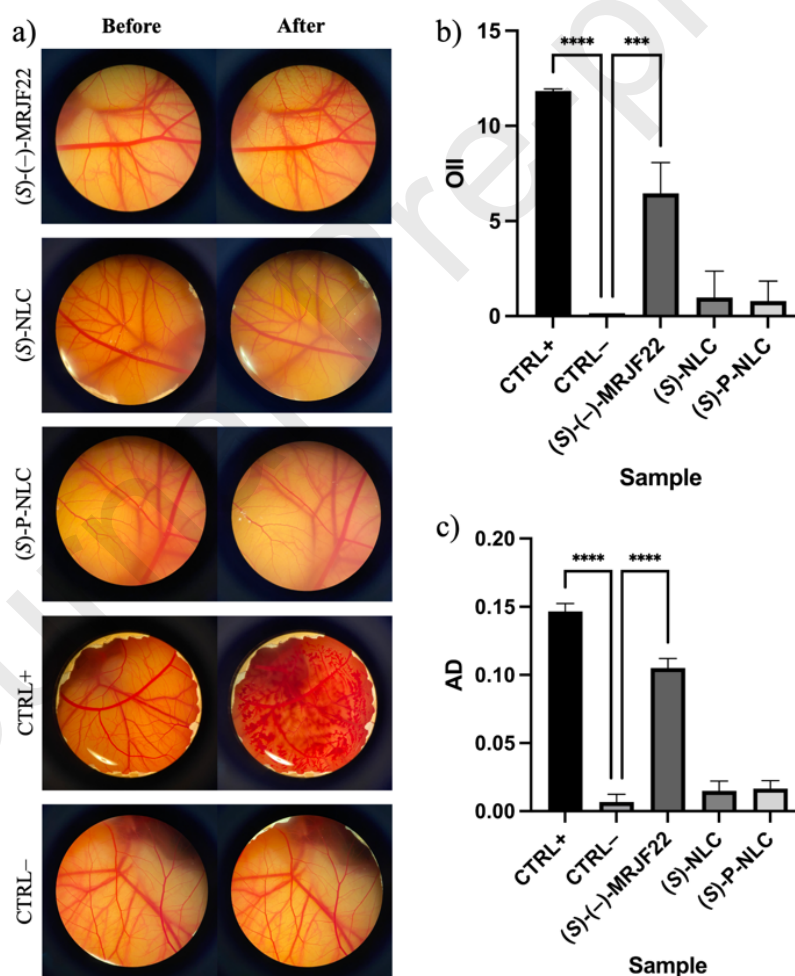 a)
Before
After
(S)-(−)-MRJF22
(S)-NLC
(S)-P-NLC
CTRL+
CTRL−
b)
****
***
15
10
5
0
OII
CTRL+
CTRL−
(S)-(−)-MRJF22
(S)-NLC
(S)-P-NLC
Sample
c)
****
****
0.20
0.15
0.10
0.05
0.00
AD
CTRL+
CTRL−
(S)-(−)-MRJF22
(S)-NLC
(S)-P-NLC
Sample